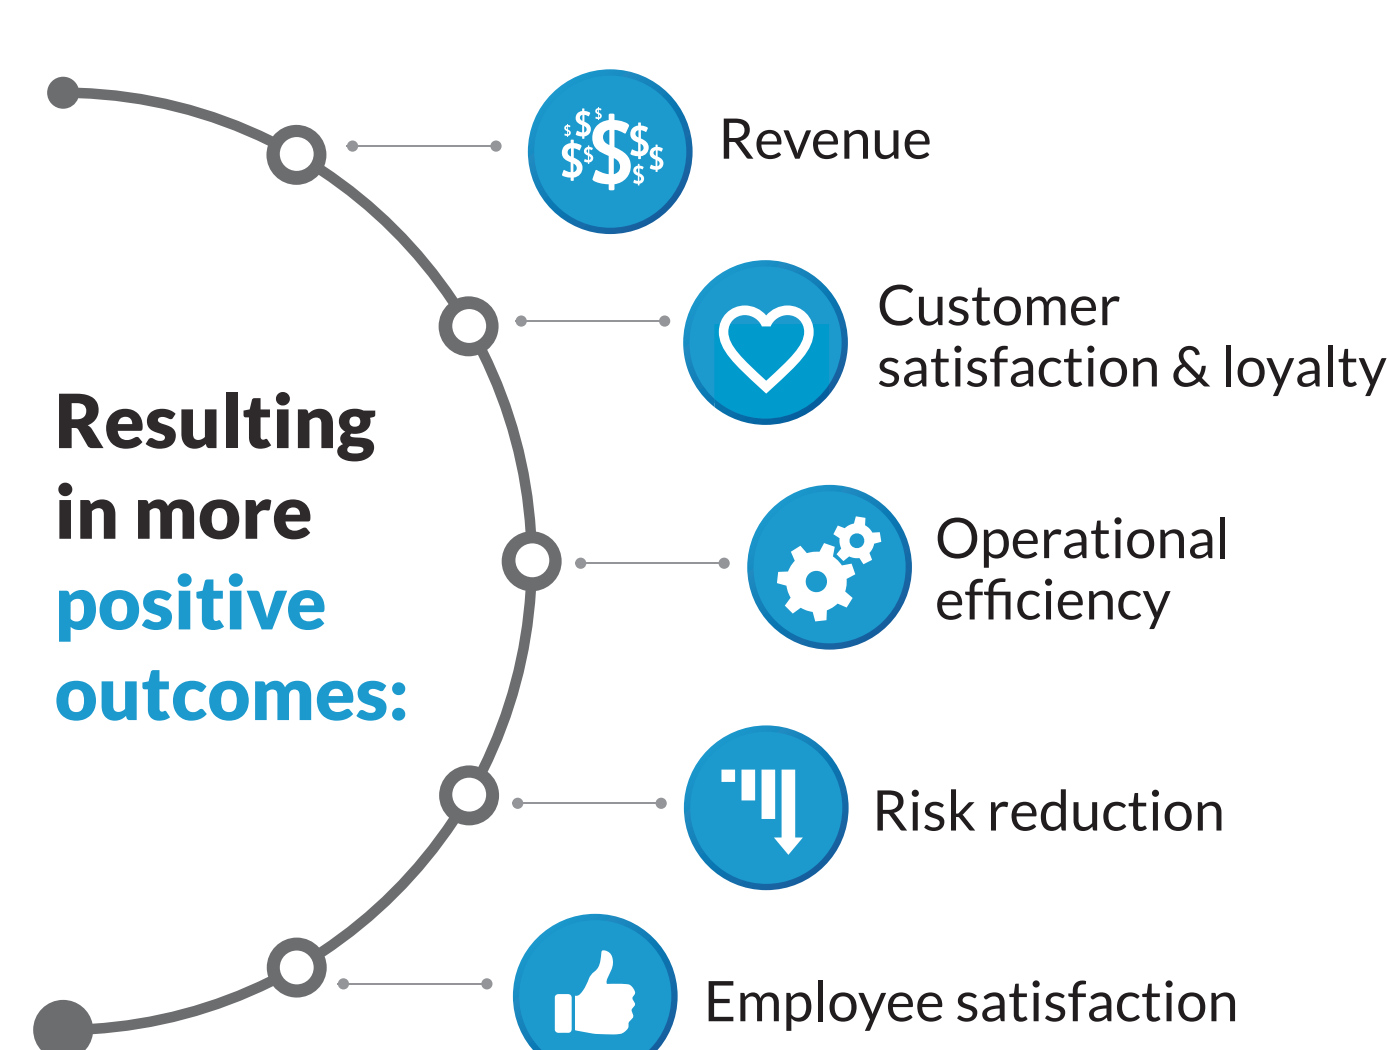 Resulting
in more
positive
outcomes:
Revenue
Customer
satisfaction & loyalty
Operational
efficiency
Risk reduction
Employee satisfaction